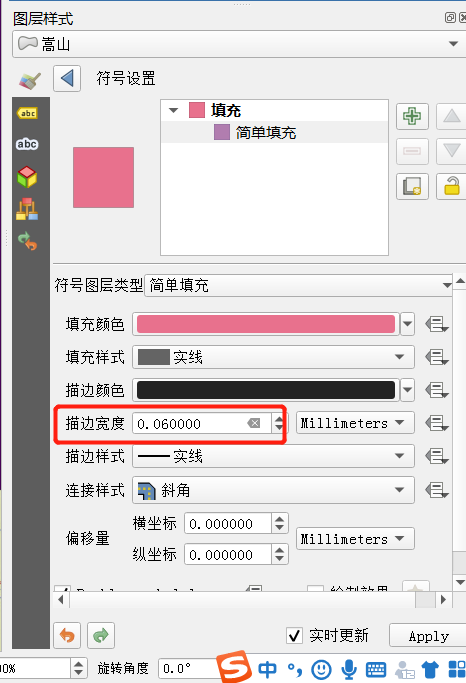 图层样式
嵩山
符号设置
填充
简单填充
abc
abc
符号图层类型 简单填充
填充颜色
填充样式 实线
描边颜色
描边宽度 0.060000 Millimeters
描边样式 实线
连接样式 斜角
偏移量 横坐标 0.000000 Millimeters
纵坐标 0.000000
实时更新 Apply
旋转角度 0.0°
S 中